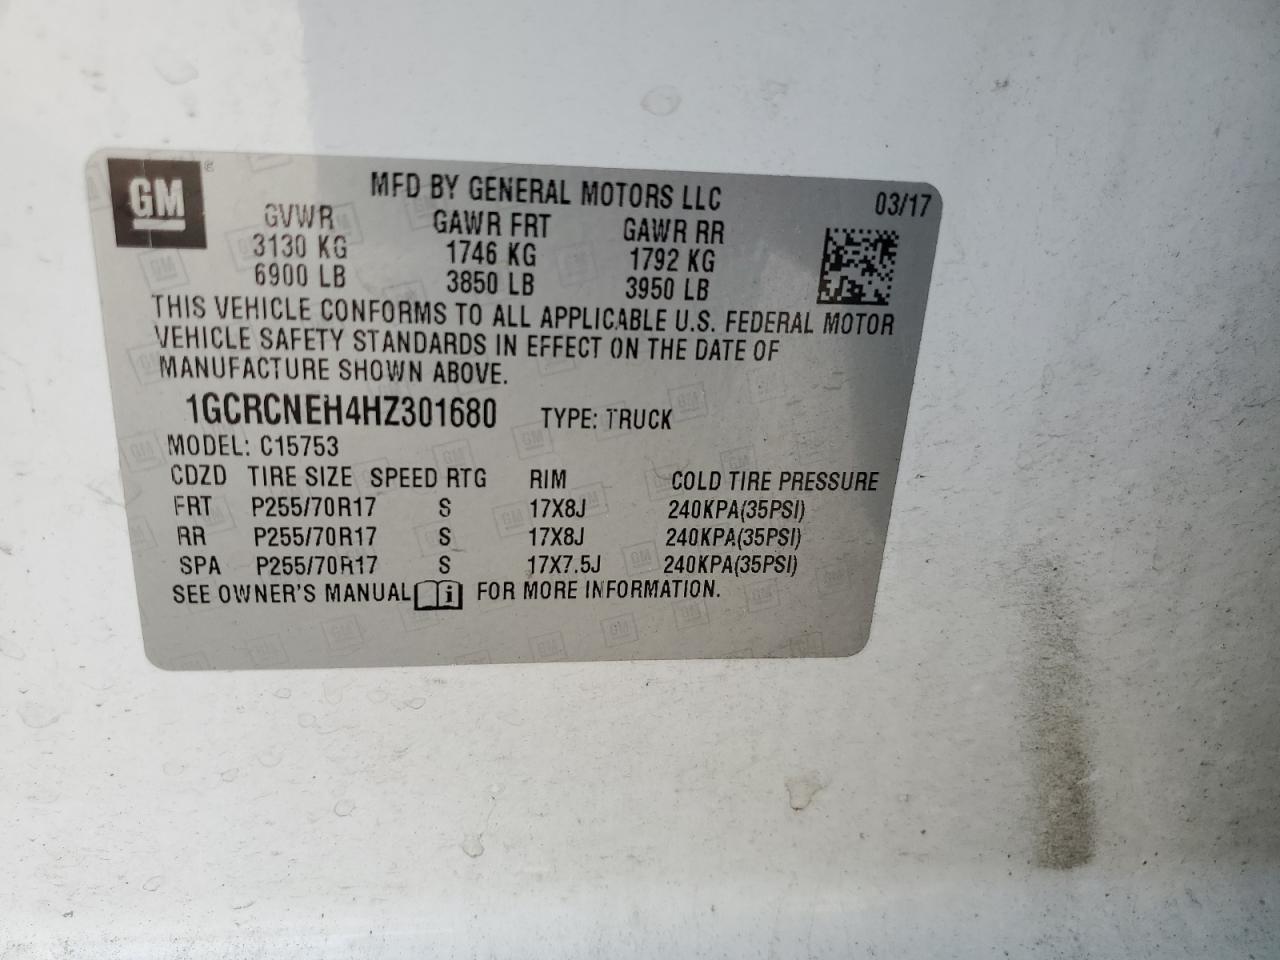 GM
MFD BY GENERAL MOTORS LLC 03/17
GVWR GAWR FRT GAWR RR
3130 KG 1746 KG 1792 KG
6900 LB 3850 LB 3950 LB
THIS VEHICLE CONFORMS TO ALL APPLICABLE U.S. FEDERAL MOTOR
VEHICLE SAFETY STANDARDS IN EFFECT ON THE DATE OF
MANUFACTURE SHOWN ABOVE.
1GCRCNEH4HZ301680 TYPE: TRUCK
MODEL: C15753
CDZD TIRE SIZE SPEED RTG RIM COLD TIRE PRESSURE
FRT P255/70R17 S 17X8J 240KPA(35PSI)
RR P255/70R17 S 17X8J 240KPA(35PSI)
SPA P255/70R17 S 17X7.5J 240KPA(35PSI)
SEE OWNER'S MANUAL i FOR MORE INFORMATION.